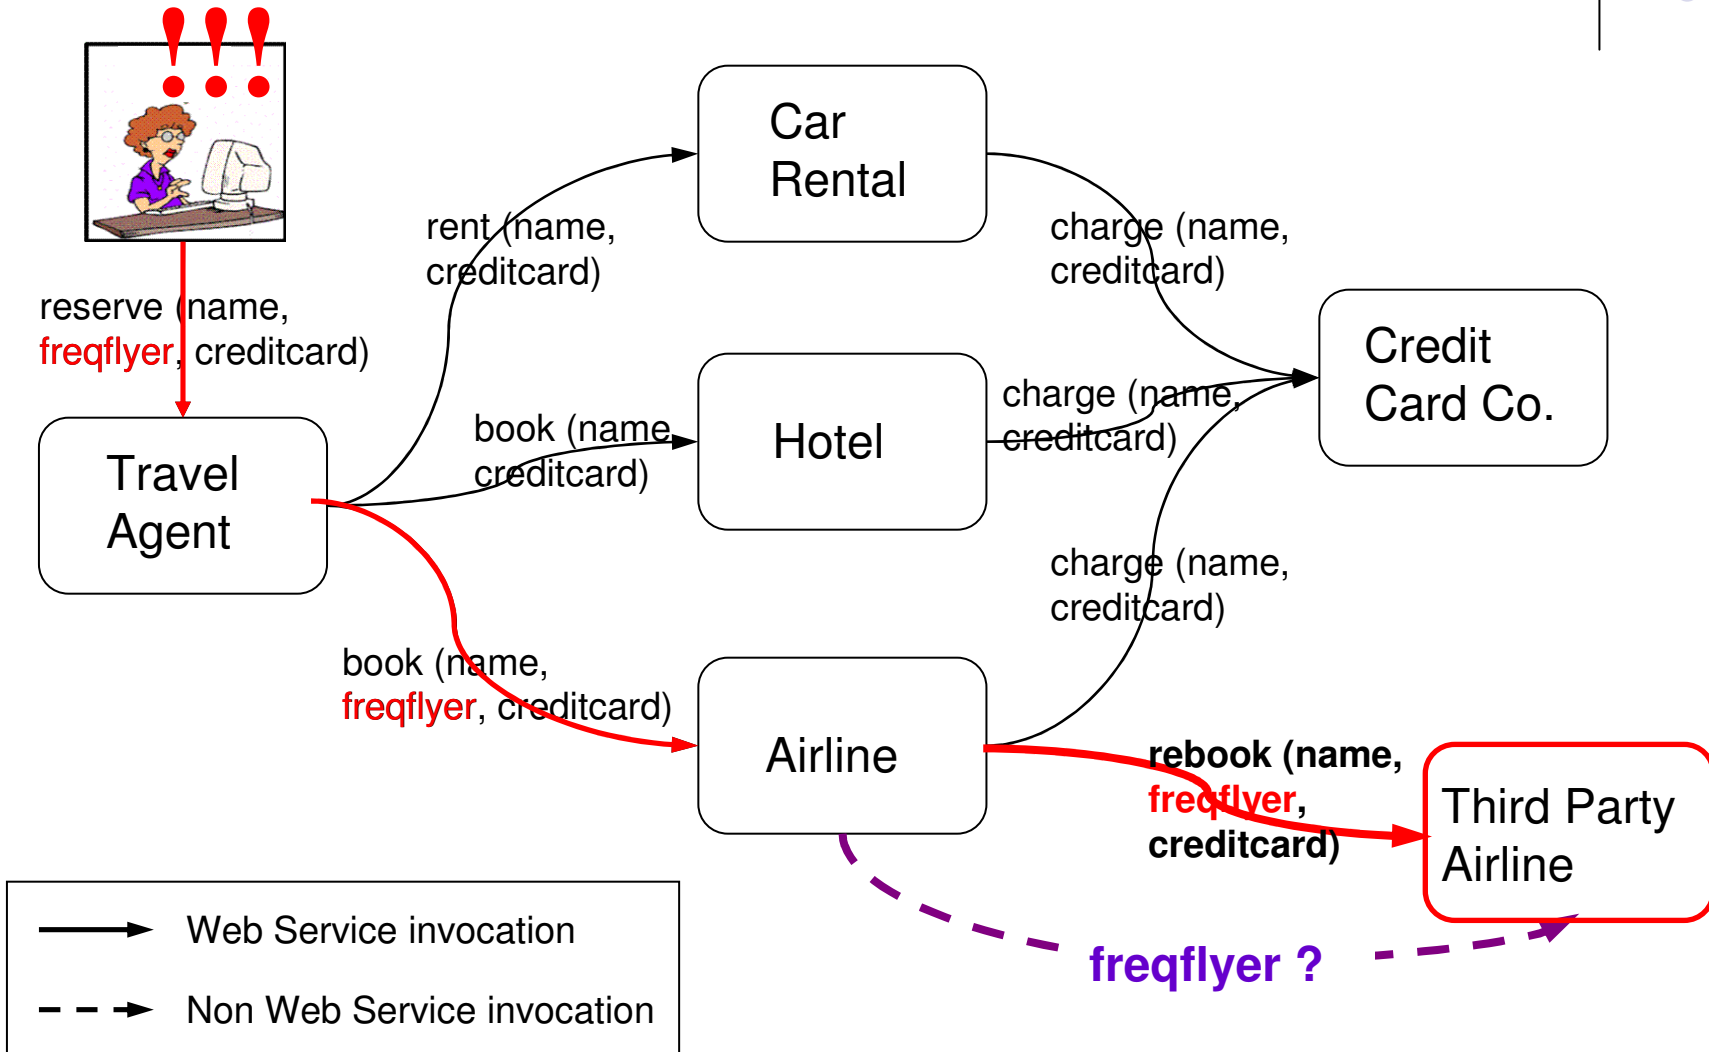 !!!
Car
Rental
rent (name,
creditcard)
charge (name,
creditcard)
reserve (name,
freqflyer, creditcard)
Credit
Card Co.
charge (name,
creditcard)
book (name,
creditcard)
Hotel
Travel
Agent
charge (name,
creditcard)
book (name,
freqflyer, creditcard)
Airline
rebook (name,
freqflyer,
creditcard)
Third Party
Airline
freqflyer ?
Web Service invocation
Non Web Service invocation